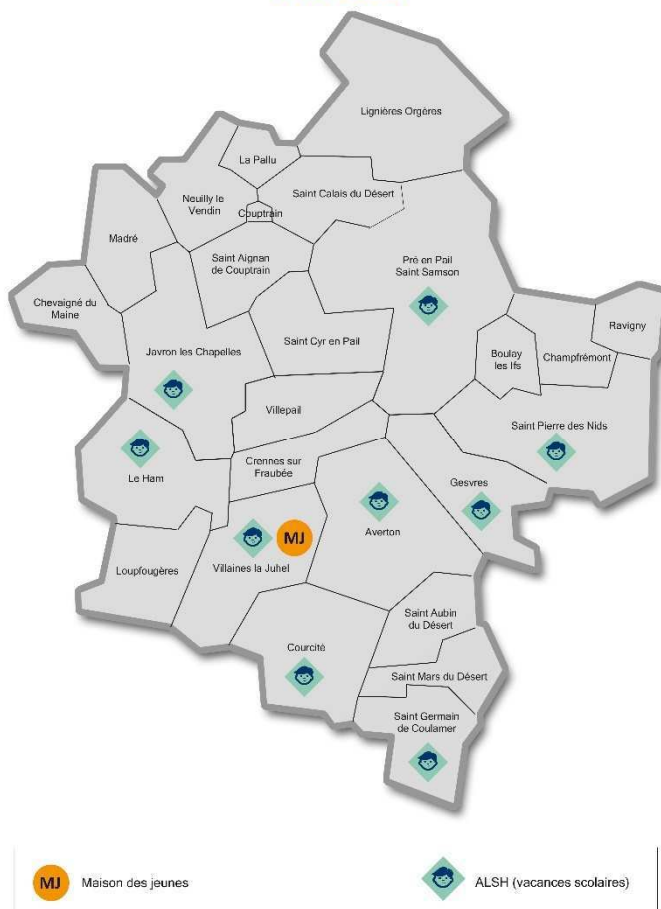 Lignières Orgères
La Pallu
Neuilly le
Vendin
Saint Calais du Désert
Couptrain
Madré
Saint Aignan
de Couptrain
Pré en Pail
Saint Samson
Chevaigné du
Maine
Ravigny
Saint Cyr en Pail
Boulay
les Ifs
Champfrémont
Javron les Chapelles
Villepail
Saint Pierre des Nids
Crennes sur
Fraubée
Le Ham
Gesvres
Averton
MJ
Villaines la Juhel
Loupfougères
Saint Aubin
du Désert
Courcité
Saint Mars du Désert
Saint Germain
de Coulamer
MJ Maison des jeunes
ALSH (vacances scolaires)